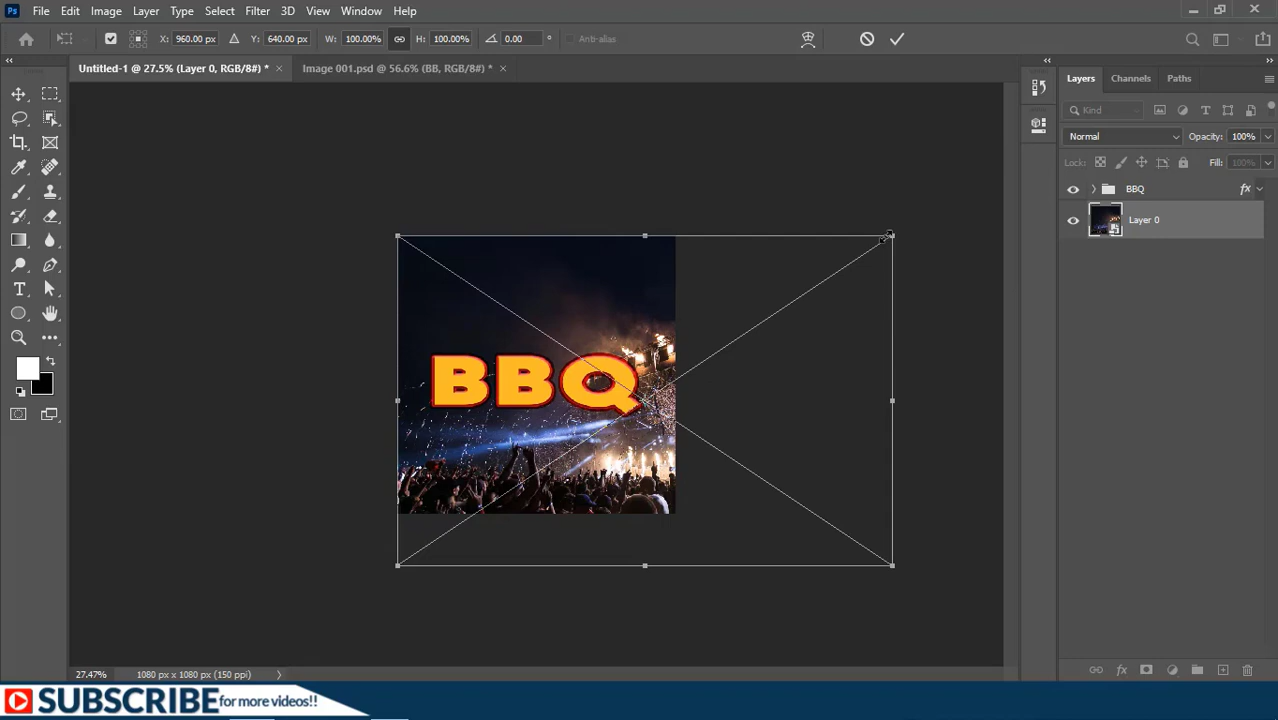 Ps File Edit Image Layer Type Select Filter 3D View Window Help
X: 960.00 px Y: 640.00 px W: 100.00% H: 100.00% 0.00 ° Anti-alias
Untitled-1 @ 27.5% (Layer 0, RGB/8#) * × Image 001.psd @ 56.6% (BB, RGB/8#) * ×
Layers Channels Paths
Kind
Normal Opacity: 100%
Lock: Fill: 100%
BBQ fx
Layer 0
BBQ
27.47% 1080 px x 1080 px (150 ppi)
SUBSCRIBE for more videos!!